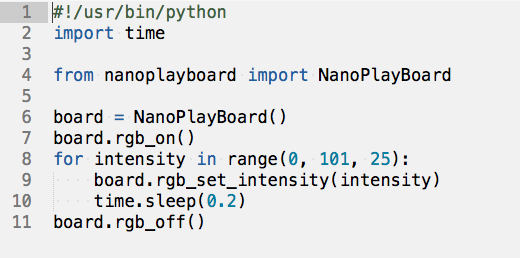 1 #!/usr/bin/python
2 import time
3
4 from nanoplayboard import NanoPlayBoard
5
6 board = NanoPlayBoard()
7 board.rgb_on()
8 for intensity in range(0, 101, 25):
9     board.rgb_set_intensity(intensity)
10     time.sleep(0.2)
11 board.rgb_off()